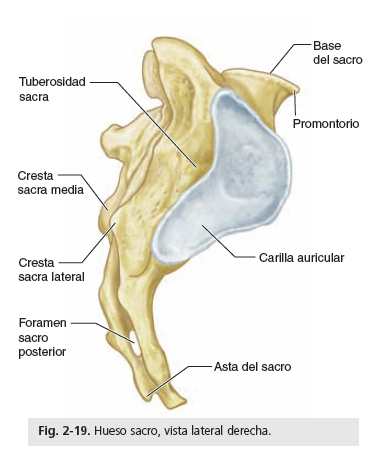 Base
del sacro
Tuberosidad
sacra
Promontorio
Cresta
sacra media
Cresta
sacra lateral
Carilla auricular
Foramen
sacro
posterior
Asta del sacro
Fig. 2-19. Hueso sacro, vista lateral derecha.